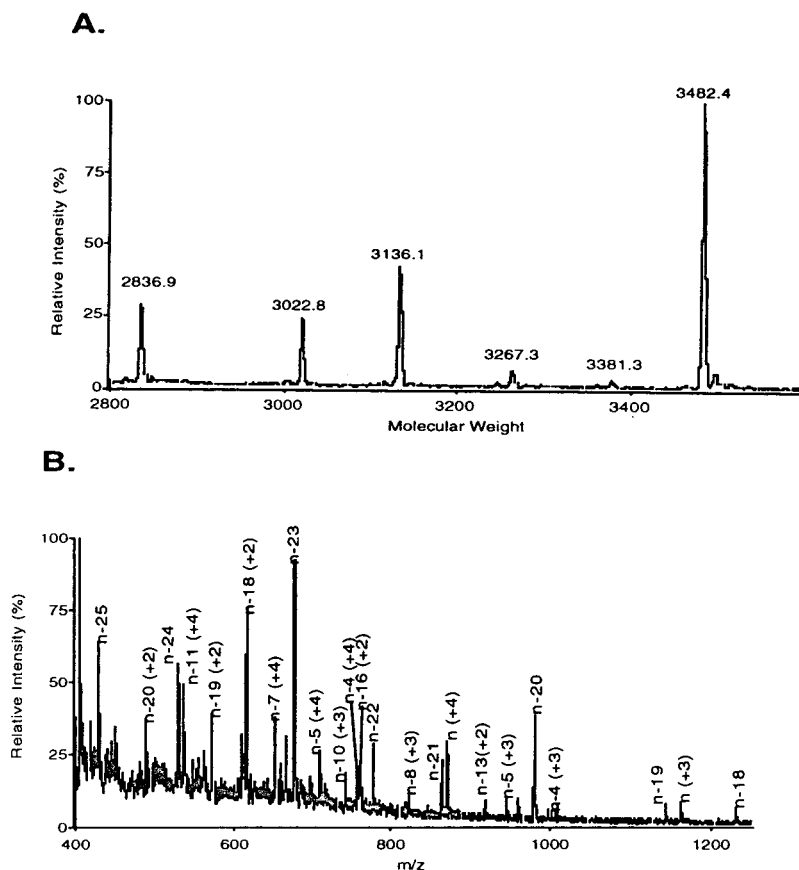 A.
3482.4
3136.1
2836.9
3022.8
3267.3
3381.3
Relative Intensity (%)
100
75
50
25
0
2800
3000
3200
3400
Molecular Weight
B.
Relative Intensity (%)
100
75
50
25
0
n-25
n-20 (+2)
n-24
n-11 (+4)
n-19 (+2)
n-18 (+2)
n-7 (+4)
n-23
n-5 (+4)
n-10 (+3)
n-4 (+4)
n-16 (+2)
n-22
n-8 (+3)
n-21
n (+4)
n-13(+2)
n-5 (+3)
n-20
n-4 (+3)
n-19
n (+3)
n-18
400
600
800
1000
1200
m/z